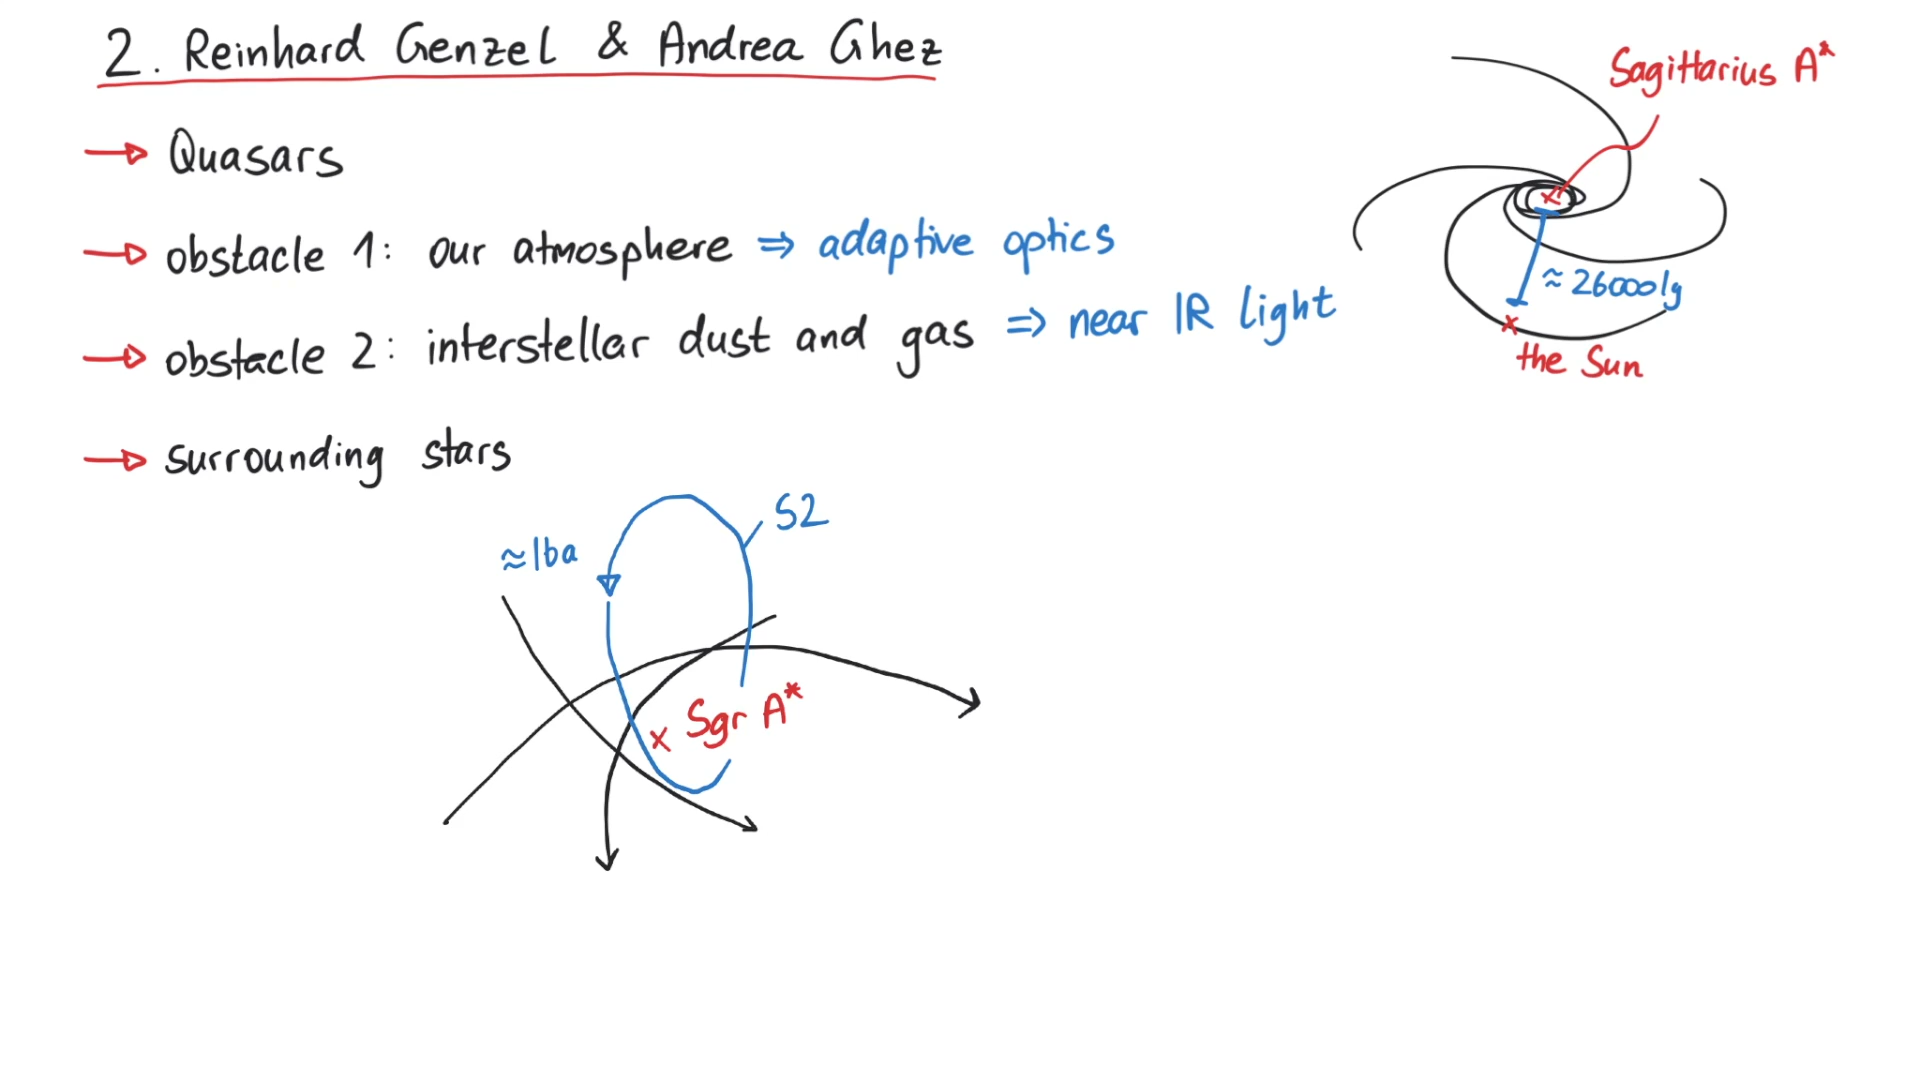 2. Reinhard Genzel & Andrea Ghez
Sagittarius A*
→ Quasars
→ obstacle 1: our atmosphere ⇒ adaptive optics
≈ 26000 ly
→ obstacle 2: interstellar dust and gas ⇒ near IR light
the Sun
→ surrounding stars
S2
≈16a
x Sgr A*